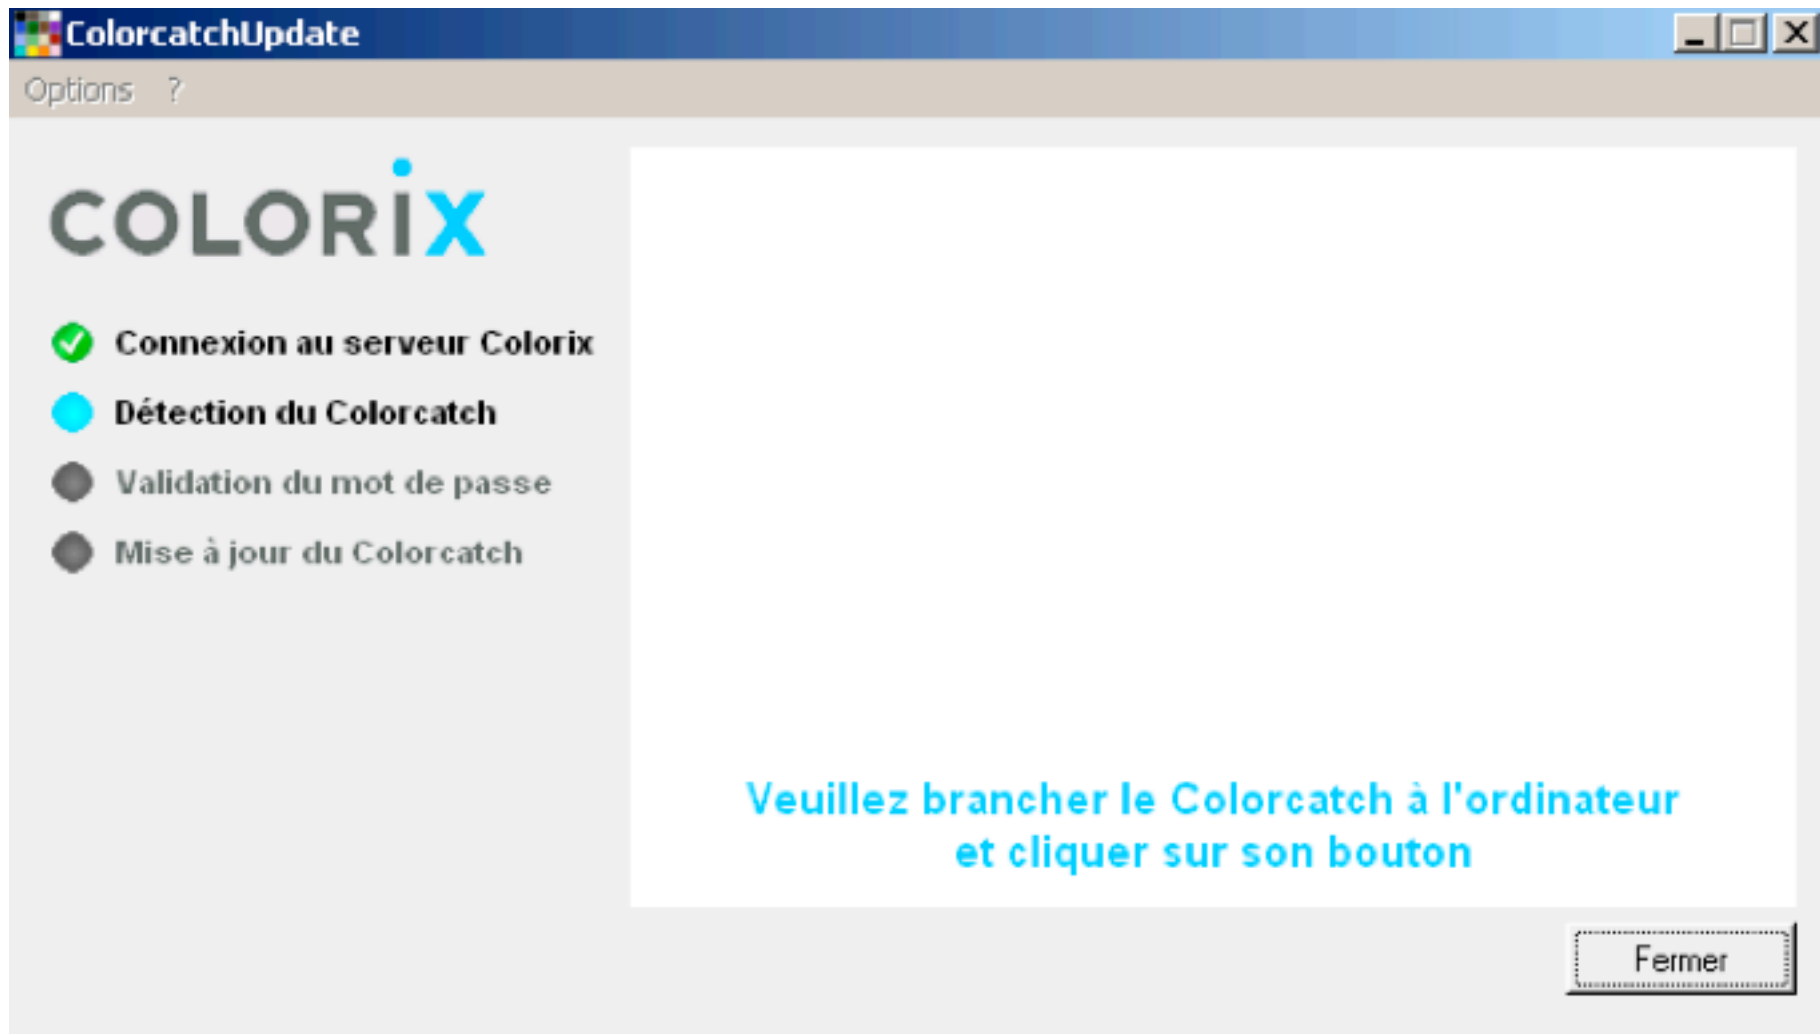 ColorcatchUpdate
Options ?
COLORiX
Connexion au serveur Colorix
Détection du Colorcatch
Validation du mot de passe
Mise à jour du Colorcatch
Veuillez brancher le Colorcatch à l'ordinateur
et cliquer sur son bouton
Fermer